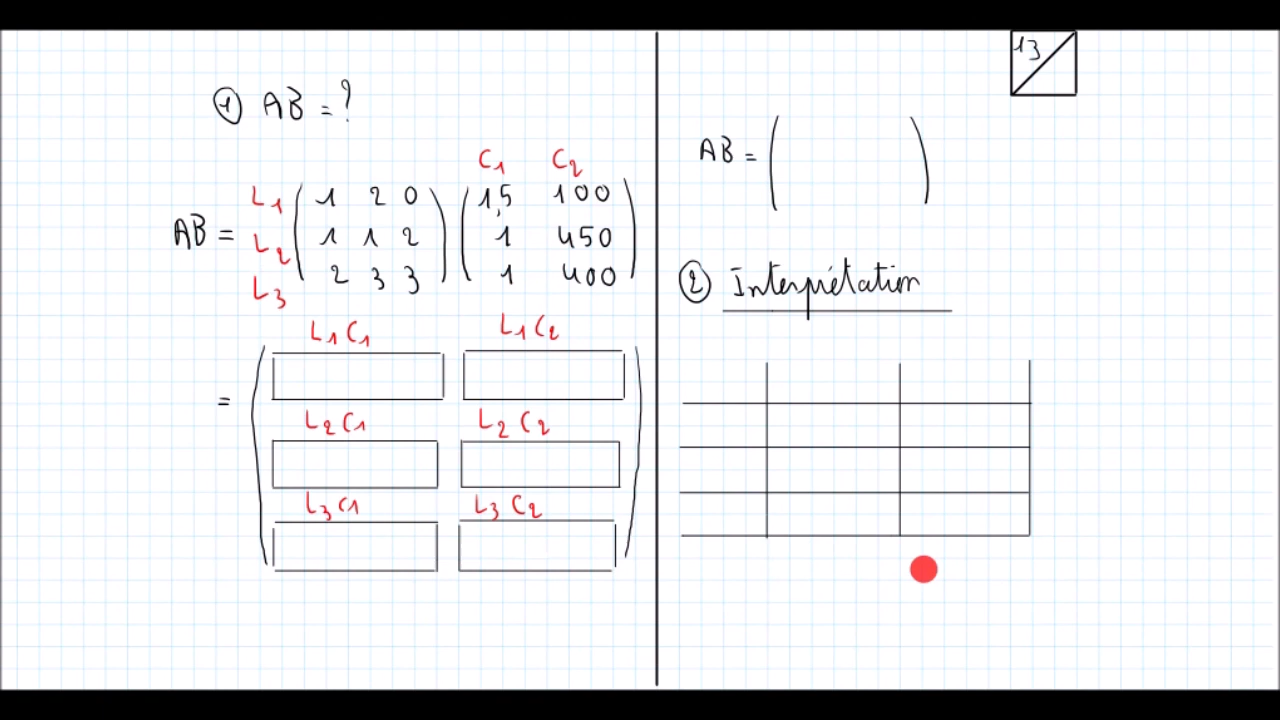 ① AB = ?
C₁ C₂
L₁ 1 2 0 1,5 100
AB = L₂ 1 1 2 1 450
L₃ 2 3 3 1 400
L₁C₁ L₁C₂
=
L₂C₁ L₂C₂
L₃C₁ L₃C₂
13
AB = ( )
② Interprétation